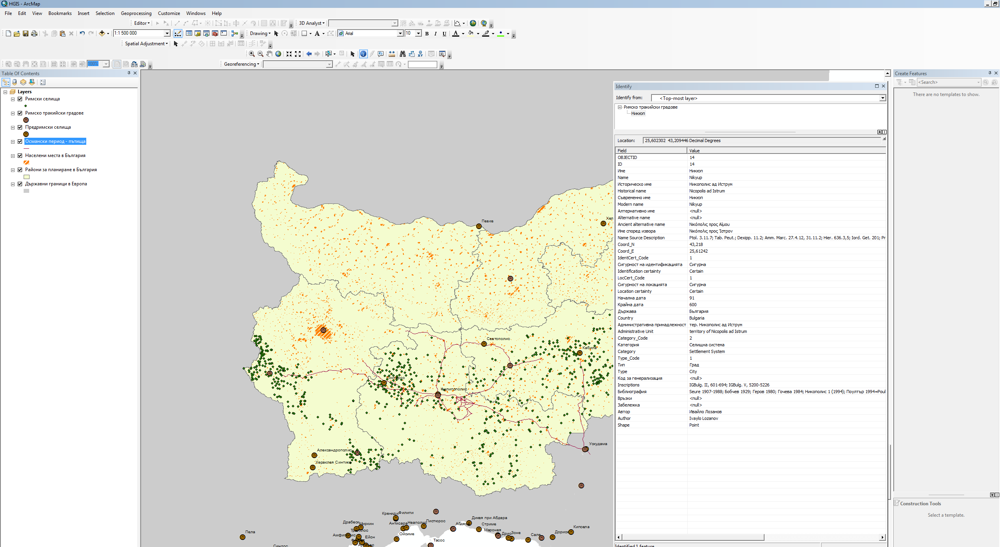 HGIS - ArcMap
File Edit View Bookmarks Insert Selection Geoprocessing Customize Windows Help
Editor 3D Analyst
1:1 500 000 Drawing Arial 10 B I U
Spatial Adjustment
100% Georeferencing
Table Of Contents
Layers
Римски селища
Римско тракийски градове
Предримски селища
Османски период - пътища
Населени места в България
Райони за планиране в България
Държавни граници в Европа
Певке
Севтополис
Кабила
Филипополис
Ускудама
Александрополис
Хераклея Синтика
Крениди Филипи
Драбеск Миркин
Антисара Неаполис Пистюрос
Дикея при Абдера
Стриме
Кипсела
Пела
Ейон
Ойсиме
Маронея
Зоне
Сале
Тасос
Синдос
Identify
Identify from: <Top-most layer>
Римско тракийски градове
Никюп
Location: 25,602302 43,209446 Decimal Degrees
Field Value
OBJECTID 14
ID 14
Име Никюп
Name Nikyup
Историческо име Никополис ад Иструм
Historical name Nicopolis ad Istrum
Съвременно име Никюп
Modern name Nikyup
Алтернативно име <null>
Alternative name <null>
Ancient alternative name Νικόπολις προς Αίμου
Име според извора Νικόπολις προς Ίστρον
Name Source Description Ptol. 3.11.7; Tab. Peut.; Dexipp. 11.2; Amm. Marc. 27.4.12, 31.11.2; Hier. 636.3,5; Iord. Get. 201; Pr
Coord_N 43,218
Coord_E 25,61242
IdentCert_Code 1
Сигурност на идентификацията Сигурна
Identification certainty Certain
LocCert_Code 1
Сигурност на локацията Сигурна
Location certainty Certain
Начална дата 91
Крайна дата 600
Държава България
Country Bulgaria
Административна принадлежност тер. Никополис ад Иструм
Administrative Unit territory of Nicopolis ad Istrum
Category_Code 2
Категория Селищна система
Category Settlement System
Type_Code 1
Тип Град
Type City
Код за генерализация <null>
Inscriptions IGBulg. II, 601-694; IGBulg. V, 5200-5226
Библиография Seure 1907-1988; Бобчев 1929; Геров 1980; Гочева 1984; Никополис 1 (1994); Поултър 1994=Poul
Връзки <null>
Забележка <null>
Автор Ивайло Лозанов
Author Ivaylo Lozanov
Shape Point
Identified 1 feature
Create Features
<Search>
There are no templates to show.
Construction Tools
Select a template.